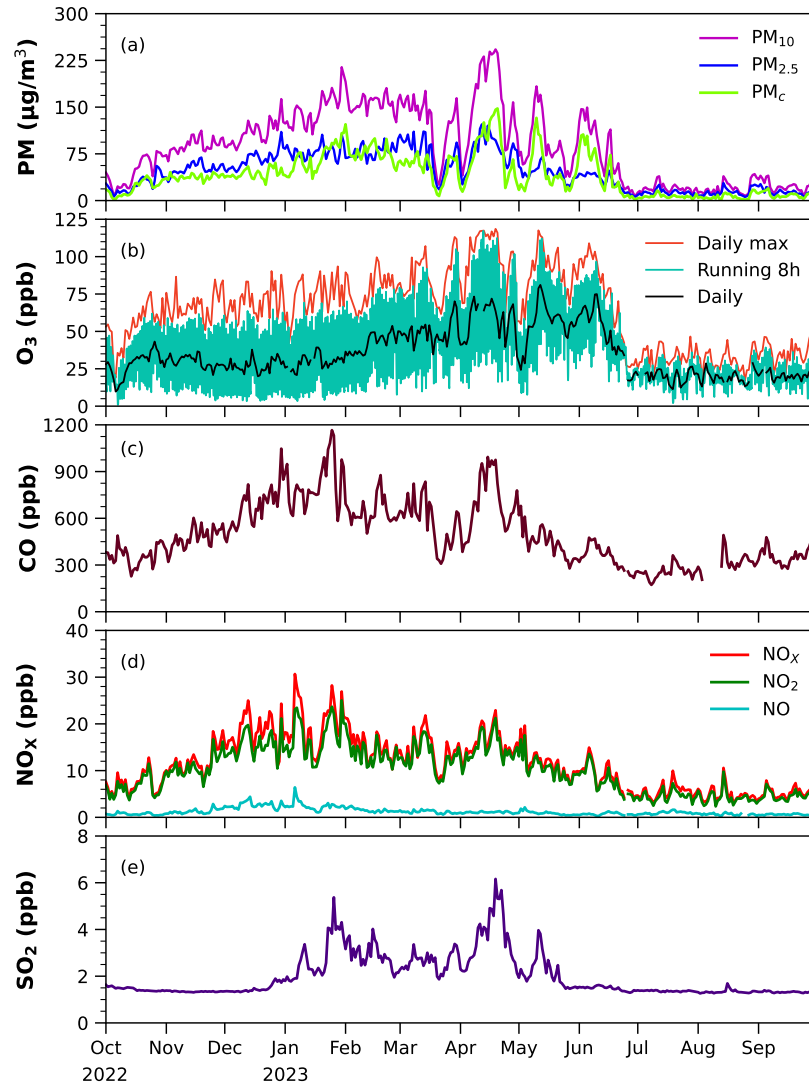 PM (μg/m³)
300
225
150
75
0
(a)
PM₁₀
PM₂.₅
PM_c
O₃ (ppb)
125
100
75
50
25
0
(b)
Daily max
Running 8h
Daily
CO (ppb)
1200
900
600
300
0
(c)
NOₓ (ppb)
40
30
20
10
0
(d)
NO_X
NO₂
NO
SO₂ (ppb)
8
6
4
2
0
(e)
Oct Nov Dec Jan Feb Mar Apr May Jun Jul Aug Sep
2022 2023